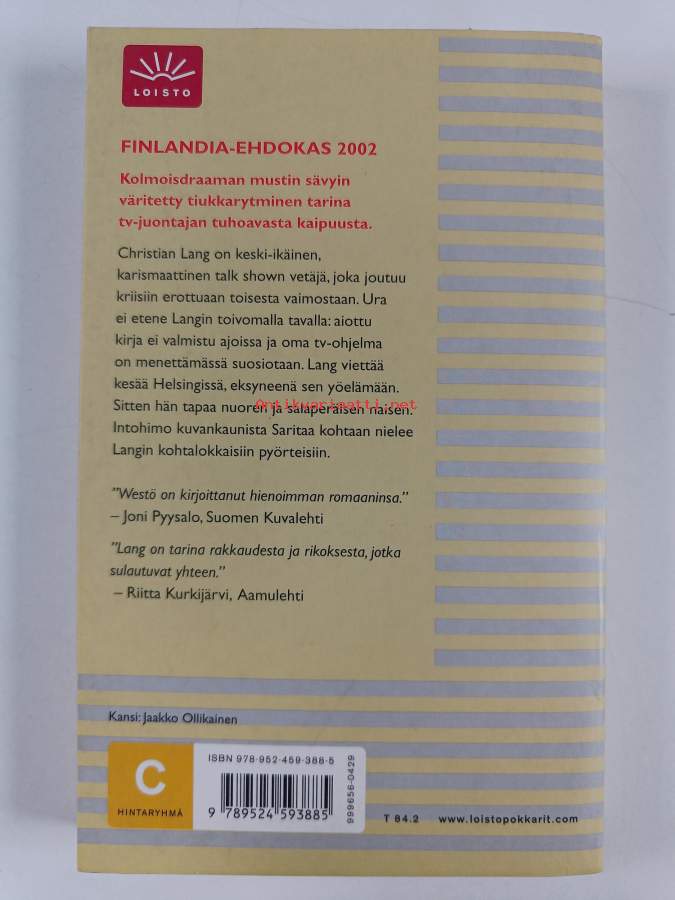 LOISTO
FINLANDIA-EHDOKAS 2002
Kolmoisdraaman mustin sävyin
väritetty tiukkarytminen tarina
tv-juontajan tuhoavasta kaipuusta.
Christian Lang on keski-ikäinen,
karismaattinen talk shown vetäjä, joka joutuu
kriisiin erottuaan toisesta vaimostaan. Ura
ei etene Langin toivomalla tavalla: aiottu
kirja ei valmistu ajoissa ja oma tv-ohjelma
on menettämässä suosiotaan. Lang viettää
kesää Helsingissä, eksyneenä sen yöelämään.
Antikvariaatti.net
Sitten hän tapaa nuoren ja salaperäisen naisen.
Intohimo kuvankaunista Saritaa kohtaan nielee
Langin kohtalokkaisiin pyörteisiin.
"Westö on kirjoittanut hienoimman romaaninsa."
– Joni Pyysalo, Suomen Kuvalehti
"Lang on tarina rakkaudesta ja rikoksesta, jotka
sulautuvat yhteen."
– Riitta Kurkijärvi, Aamulehti
Kansi: Jaakko Ollikainen
C
HINTARYHMÄ
ISBN 978-952-459-388-5
9 789524 593885
999656-0429
T 84.2 www.loistopokkarit.com